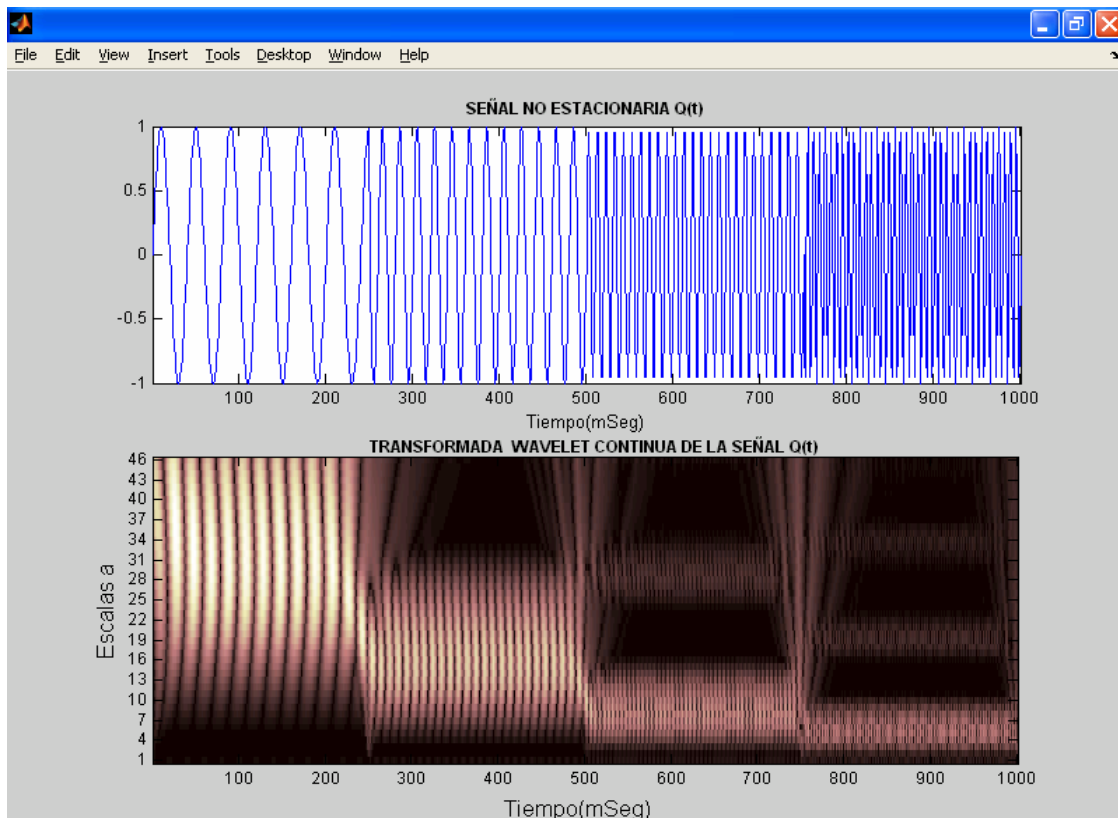 File Edit View Insert Tools Desktop Window Help
SEÑAL NO ESTACIONARIA Q(t)
1
0.5
0
-0.5
-1
100 200 300 400 500 600 700 800 900 1000
Tiempo(mSeg)
TRANSFORMADA WAVELET CONTINUA DE LA SEÑAL Q(t)
46
43
40
37
34
31
28
25
22
19
16
13
10
7
4
1
Escalas a
100 200 300 400 500 600 700 800 900 1000
Tiempo(mSeg)